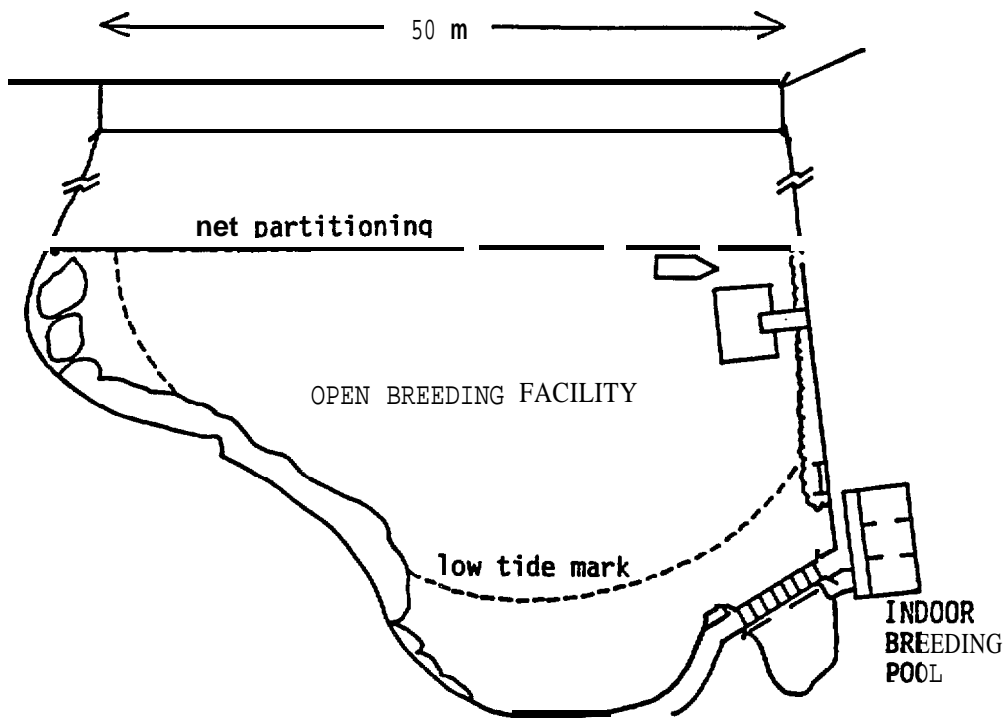 50 m
net partitioning
OPEN BREEDING FACILITY
low tide mark
INDOOR
BREEDING
POOL